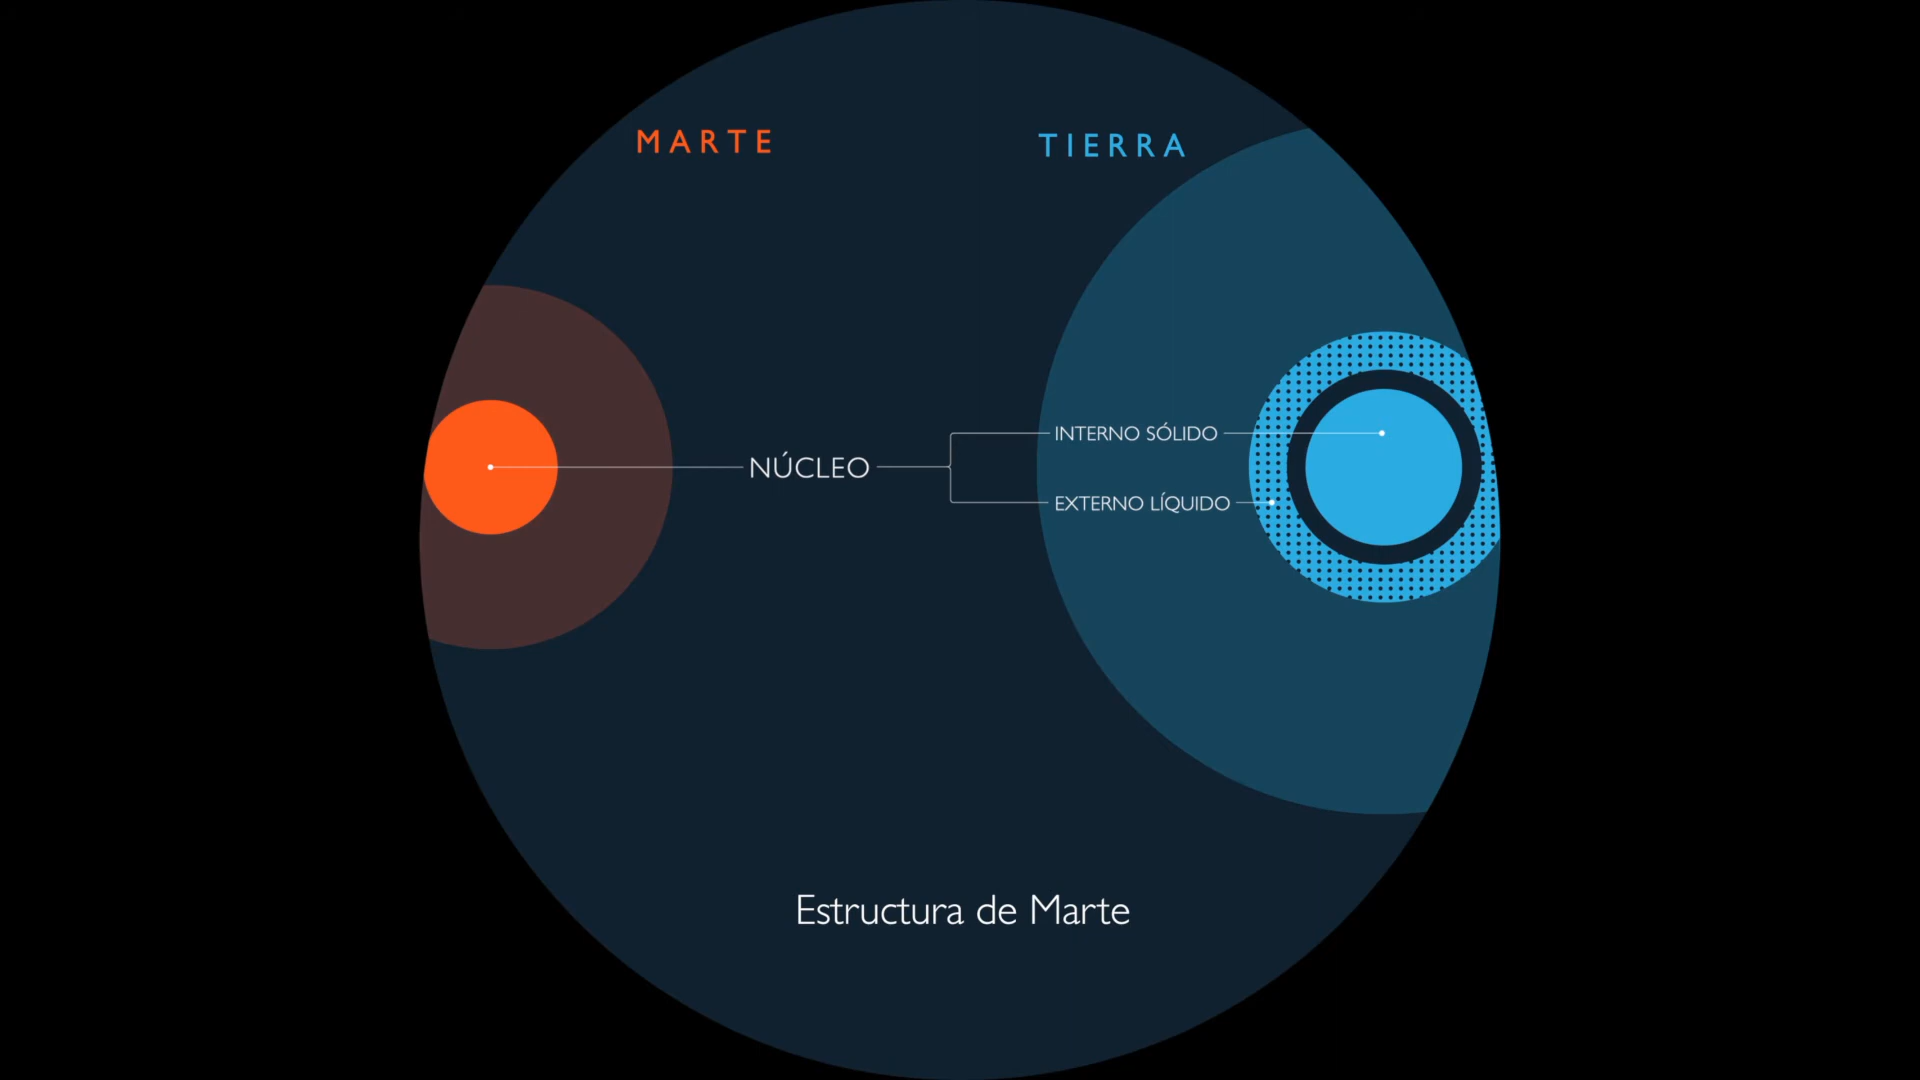 MARTE
TIERRA
NÚCLEO
INTERNO SÓLIDO
EXTERNO LÍQUIDO
Estructura de Marte